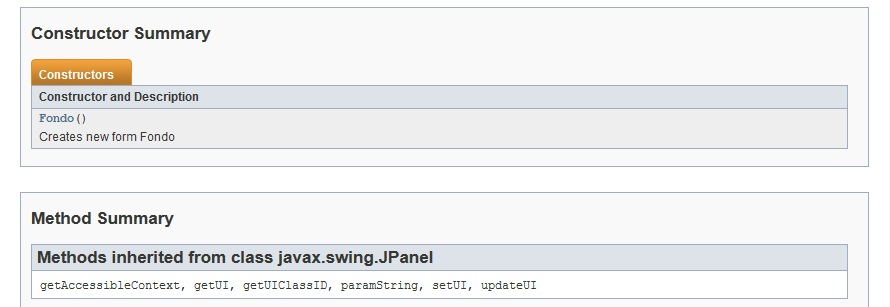 Constructor Summary
Constructors
Constructor and Description
Fondo()
Creates new form Fondo
Method Summary
Methods inherited from class javax.swing.JPanel
getAccessibleContext, getUI, getUIClassID, paramString, setUI, updateUI